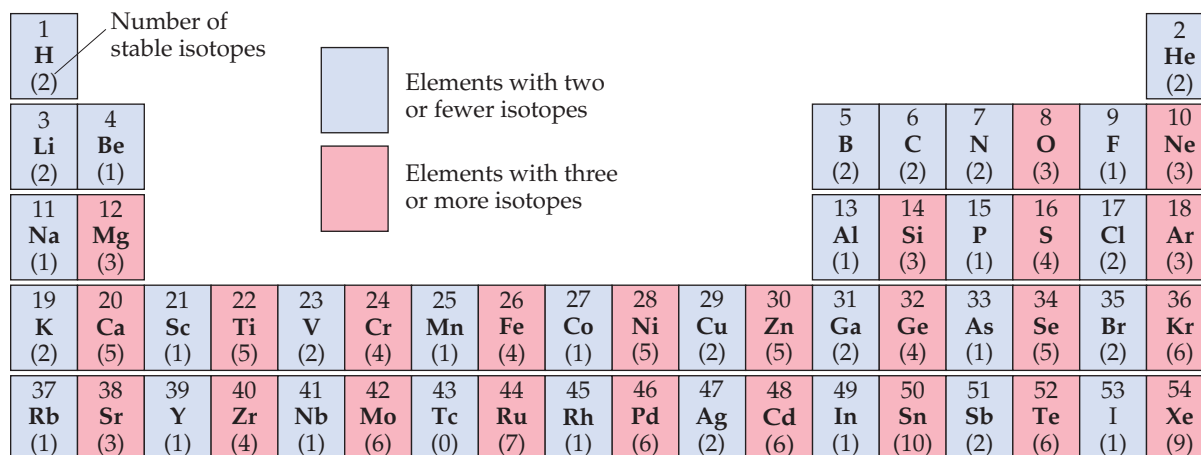 1
H
(2)
Number of
stable isotopes
Elements with two
or fewer isotopes
Elements with three
or more isotopes
2
He
(2)
3 4 5 6 7 8 9 10
Li Be B C N O F Ne
(2) (1) (2) (2) (2) (3) (1) (3)
11 12 13 14 15 16 17 18
Na Mg Al Si P S Cl Ar
(1) (3) (1) (3) (1) (4) (2) (3)
19 20 21 22 23 24 25 26 27 28 29 30 31 32 33 34 35 36
K Ca Sc Ti V Cr Mn Fe Co Ni Cu Zn Ga Ge As Se Br Kr
(2) (5) (1) (5) (2) (4) (1) (4) (1) (5) (2) (5) (2) (4) (1) (5) (2) (6)
37 38 39 40 41 42 43 44 45 46 47 48 49 50 51 52 53 54
Rb Sr Y Zr Nb Mo Tc Ru Rh Pd Ag Cd In Sn Sb Te I Xe
(1) (3) (1) (4) (1) (6) (0) (7) (1) (6) (2) (6) (1) (10) (2) (6) (1) (9)